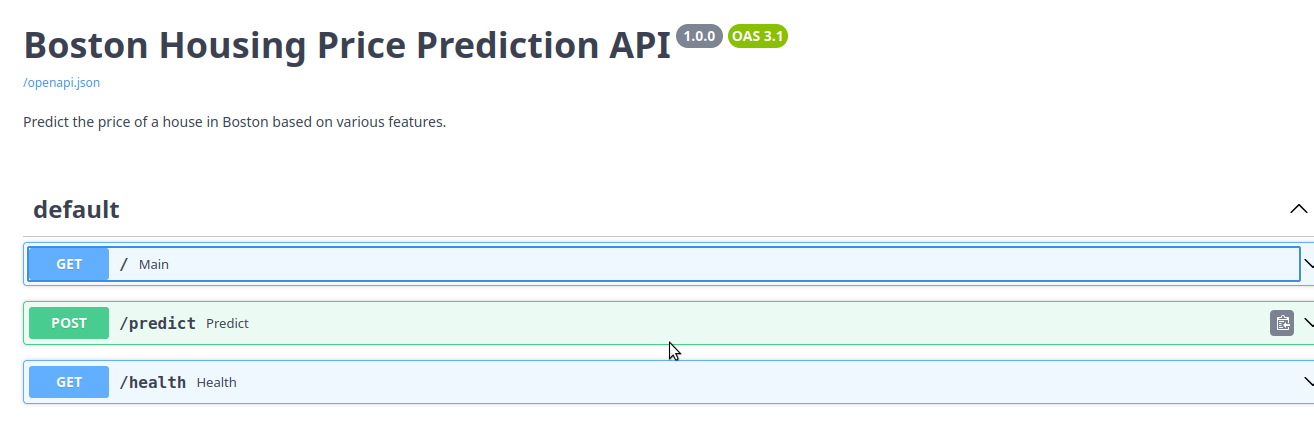 Boston Housing Price Prediction API 1.0.0 OAS 3.1
/openapi.json
Predict the price of a house in Boston based on various features.
default
GET / Main
POST /predict Predict
GET /health Health